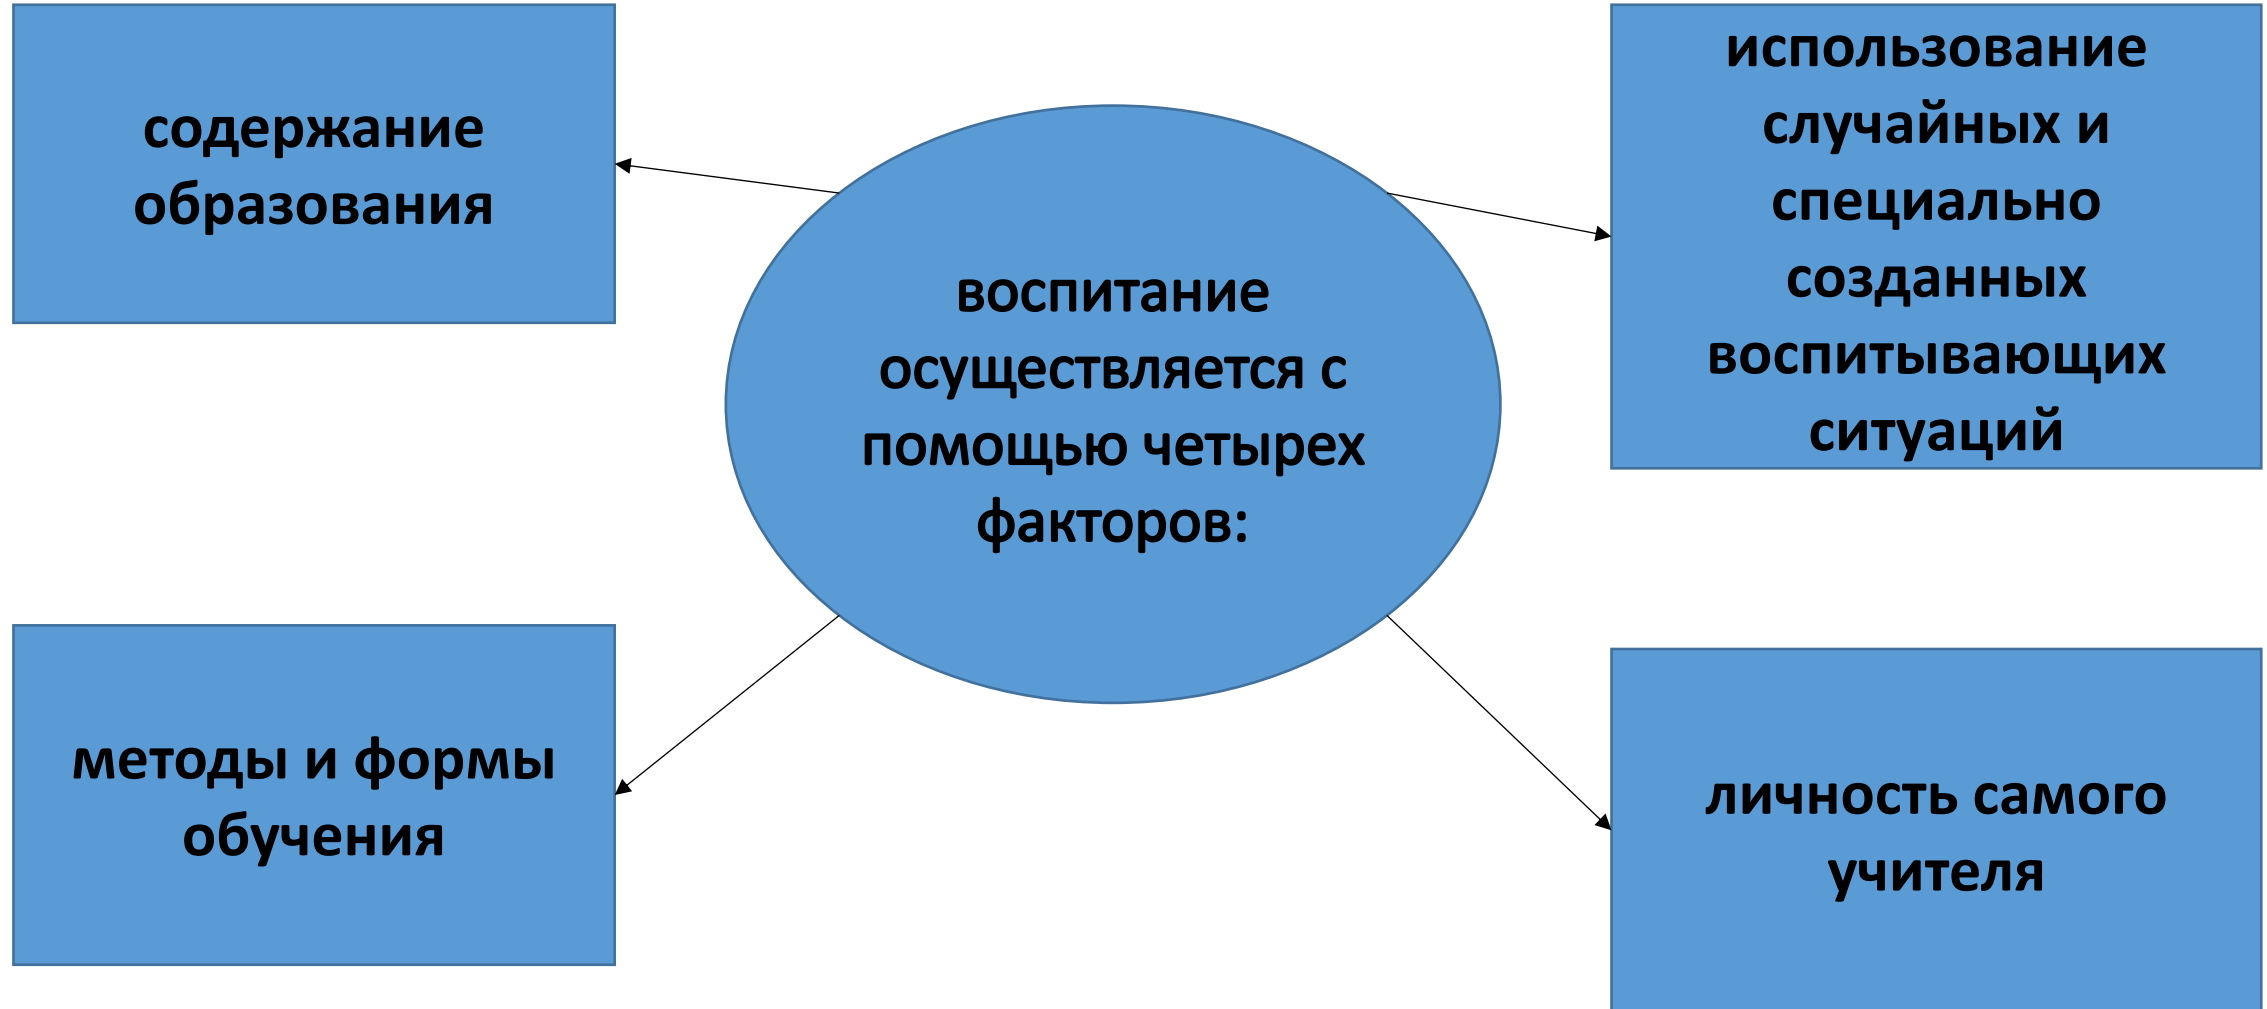 содержание
образования
использование
случайных и
специально
созданных
воспитывающих
ситуаций
воспитание
осуществляется с
помощью четырех
факторов:
методы и формы
обучения
личность самого
учителя